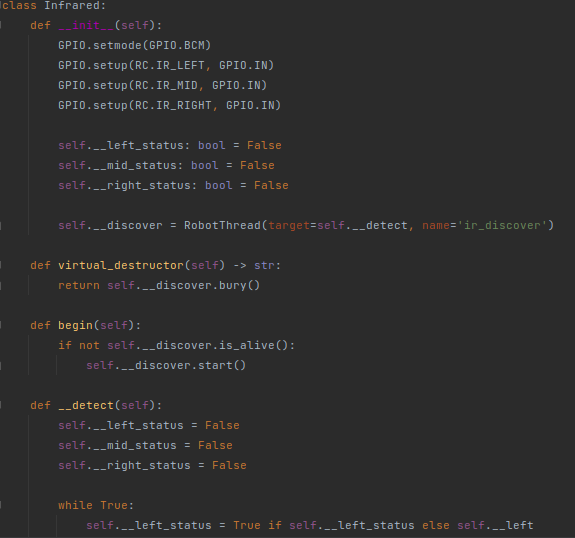 class Infrared:
    def __init__(self):
        GPIO.setmode(GPIO.BCM)
        GPIO.setup(RC.IR_LEFT, GPIO.IN)
        GPIO.setup(RC.IR_MID, GPIO.IN)
        GPIO.setup(RC.IR_RIGHT, GPIO.IN)
        self.__left_status: bool = False
        self.__mid_status: bool = False
        self.__right_status: bool = False
        self.__discover = RobotThread(target=self.__detect, name='ir_discover')
    def virtual_destructor(self) -> str:
        return self.__discover.bury()
    def begin(self):
        if not self.__discover.is_alive():
            self.__discover.start()
    def __detect(self):
        self.__left_status = False
        self.__mid_status = False
        self.__right_status = False
        while True:
            self.__left_status = True if self.__left_status else self.__left